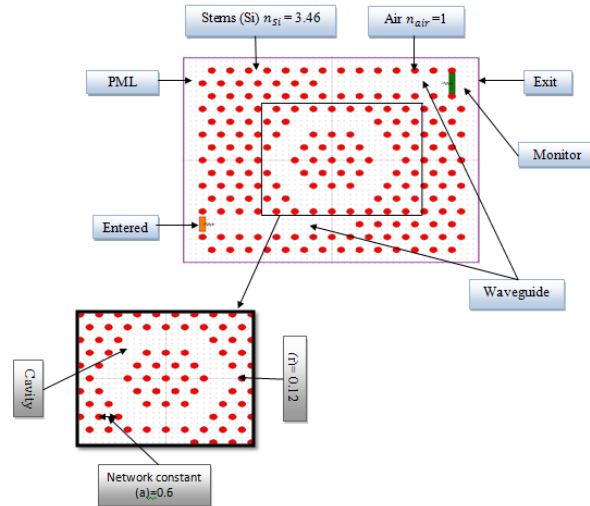 Stems (Si) n_Si = 3.46
Air n_air =1
PML
Exit
Monitor
Entered
Waveguide
Cavity
(r)= 0.12
Network constant
(a)=0.6